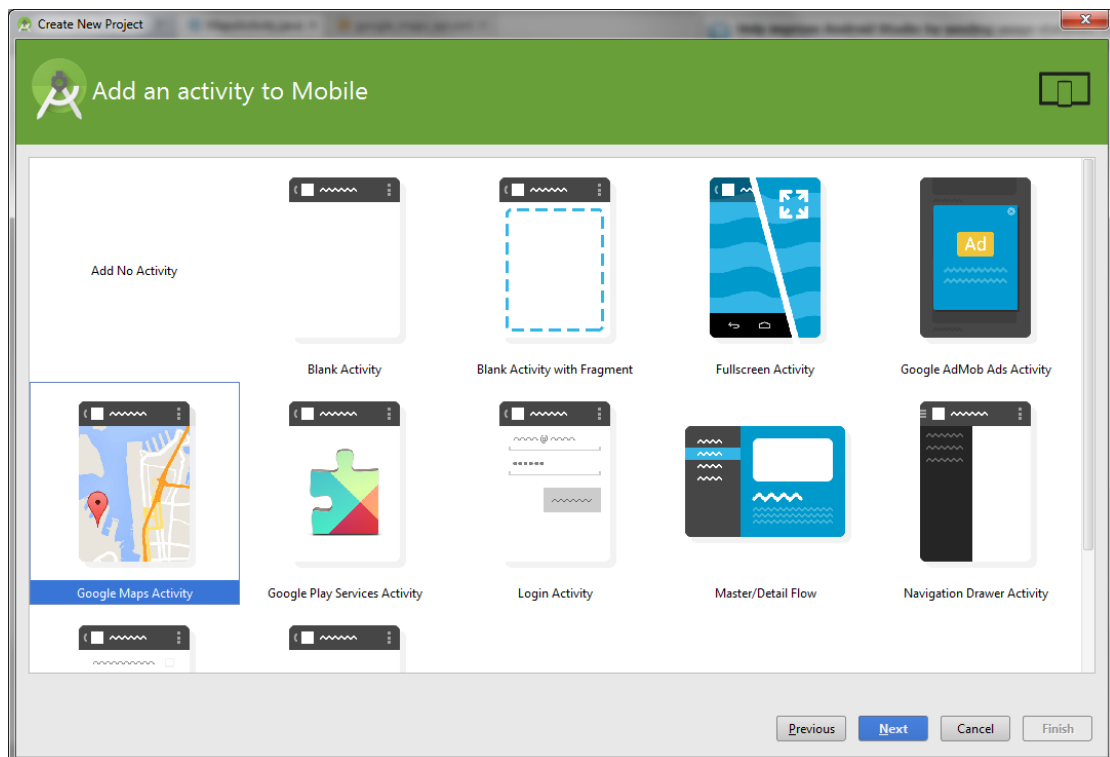 Create New Project
Add an activity to Mobile
Add No Activity
Blank Activity
Blank Activity with Fragment
Ad
Fullscreen Activity
Google AdMob Ads Activity
Google Maps Activity
Google Play Services Activity
Login Activity
Master/Detail Flow
Navigation Drawer Activity
Previous
Next
Cancel
Finish